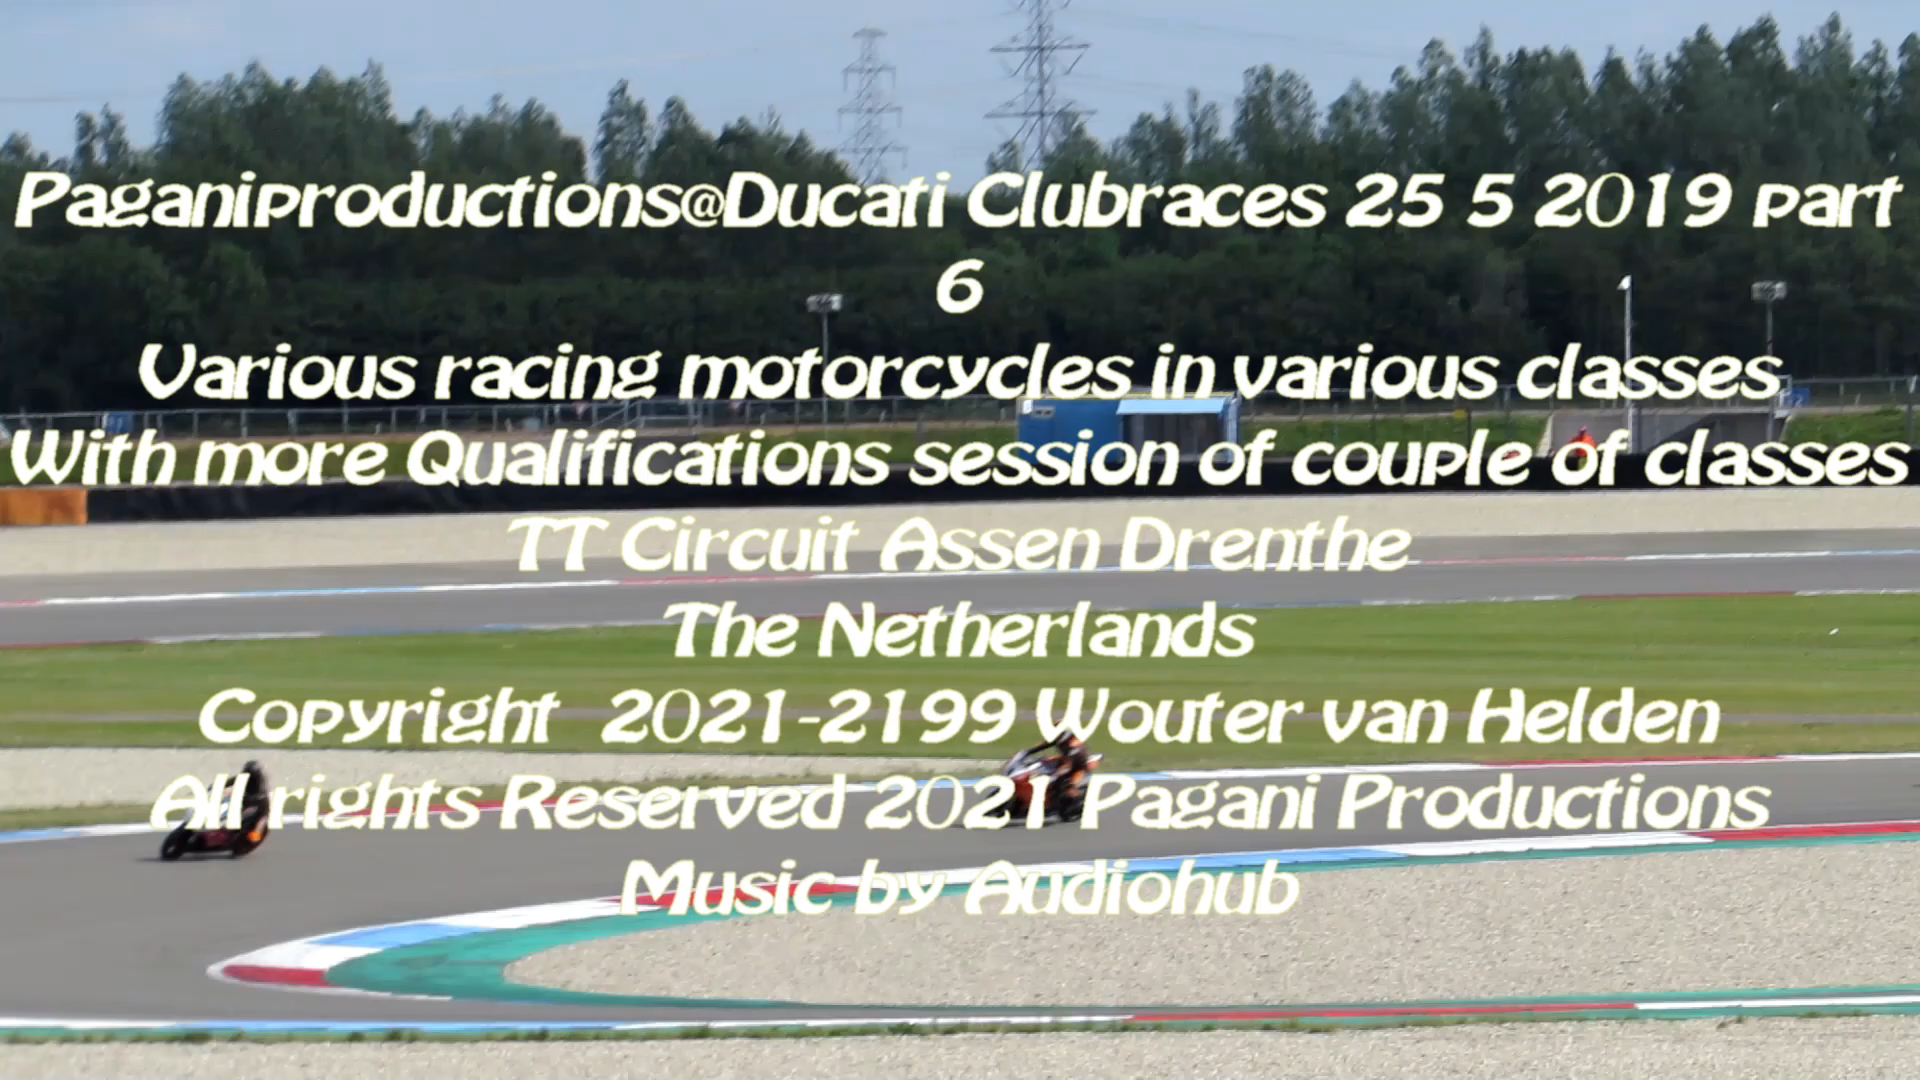 Paganiproductions@Ducati Clubraces 25 5 2019 part
6
Various racing motorcycles in various classes
With more Qualifications session of couple of classes
TT Circuit Assen Drenthe
The Netherlands
Copyright 2021-2199 Wouter van Helden
All rights Reserved 2021 Pagani Productions
Music by Audiohub